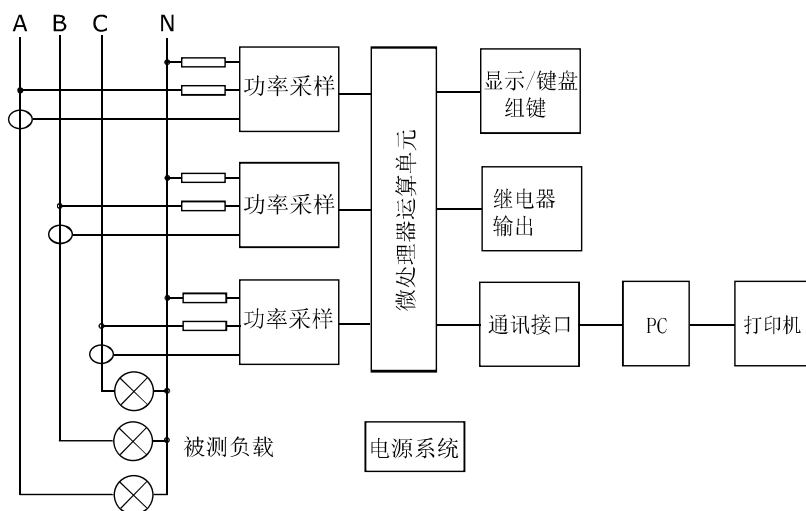 A B C N
功率采样
功率采样
功率采样
微处理器运算单元
显示/键盘
组键
继电器
输出
通讯接口
PC
打印机
被测负载
电源系统